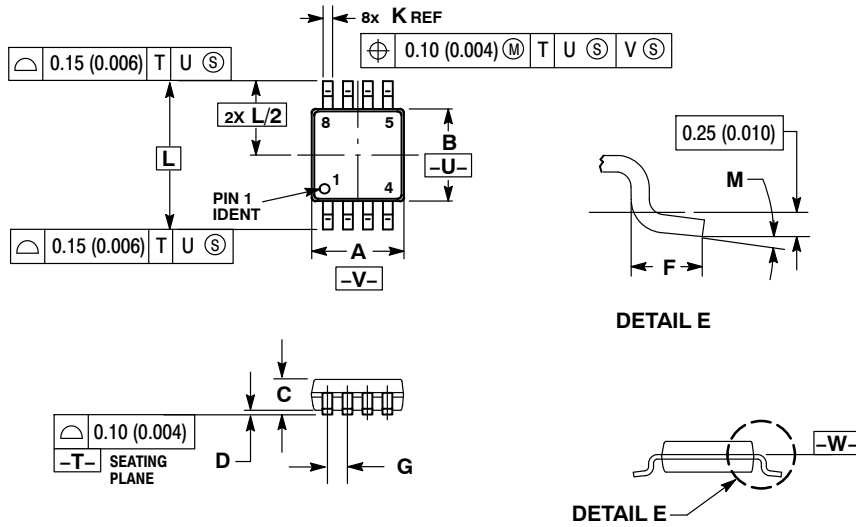 8x K REF
⌖ 0.10 (0.004) Ⓜ T U Ⓢ V Ⓢ
⌓ 0.15 (0.006) T U Ⓢ
2X L/2
L
8 5
1 4
PIN 1
IDENT
B
–U–
⌓ 0.15 (0.006) T U Ⓢ
A
–V–
0.25 (0.010)
M
F
DETAIL E
C
⌓ 0.10 (0.004)
–T– SEATING
PLANE
D
G
–W–
DETAIL E